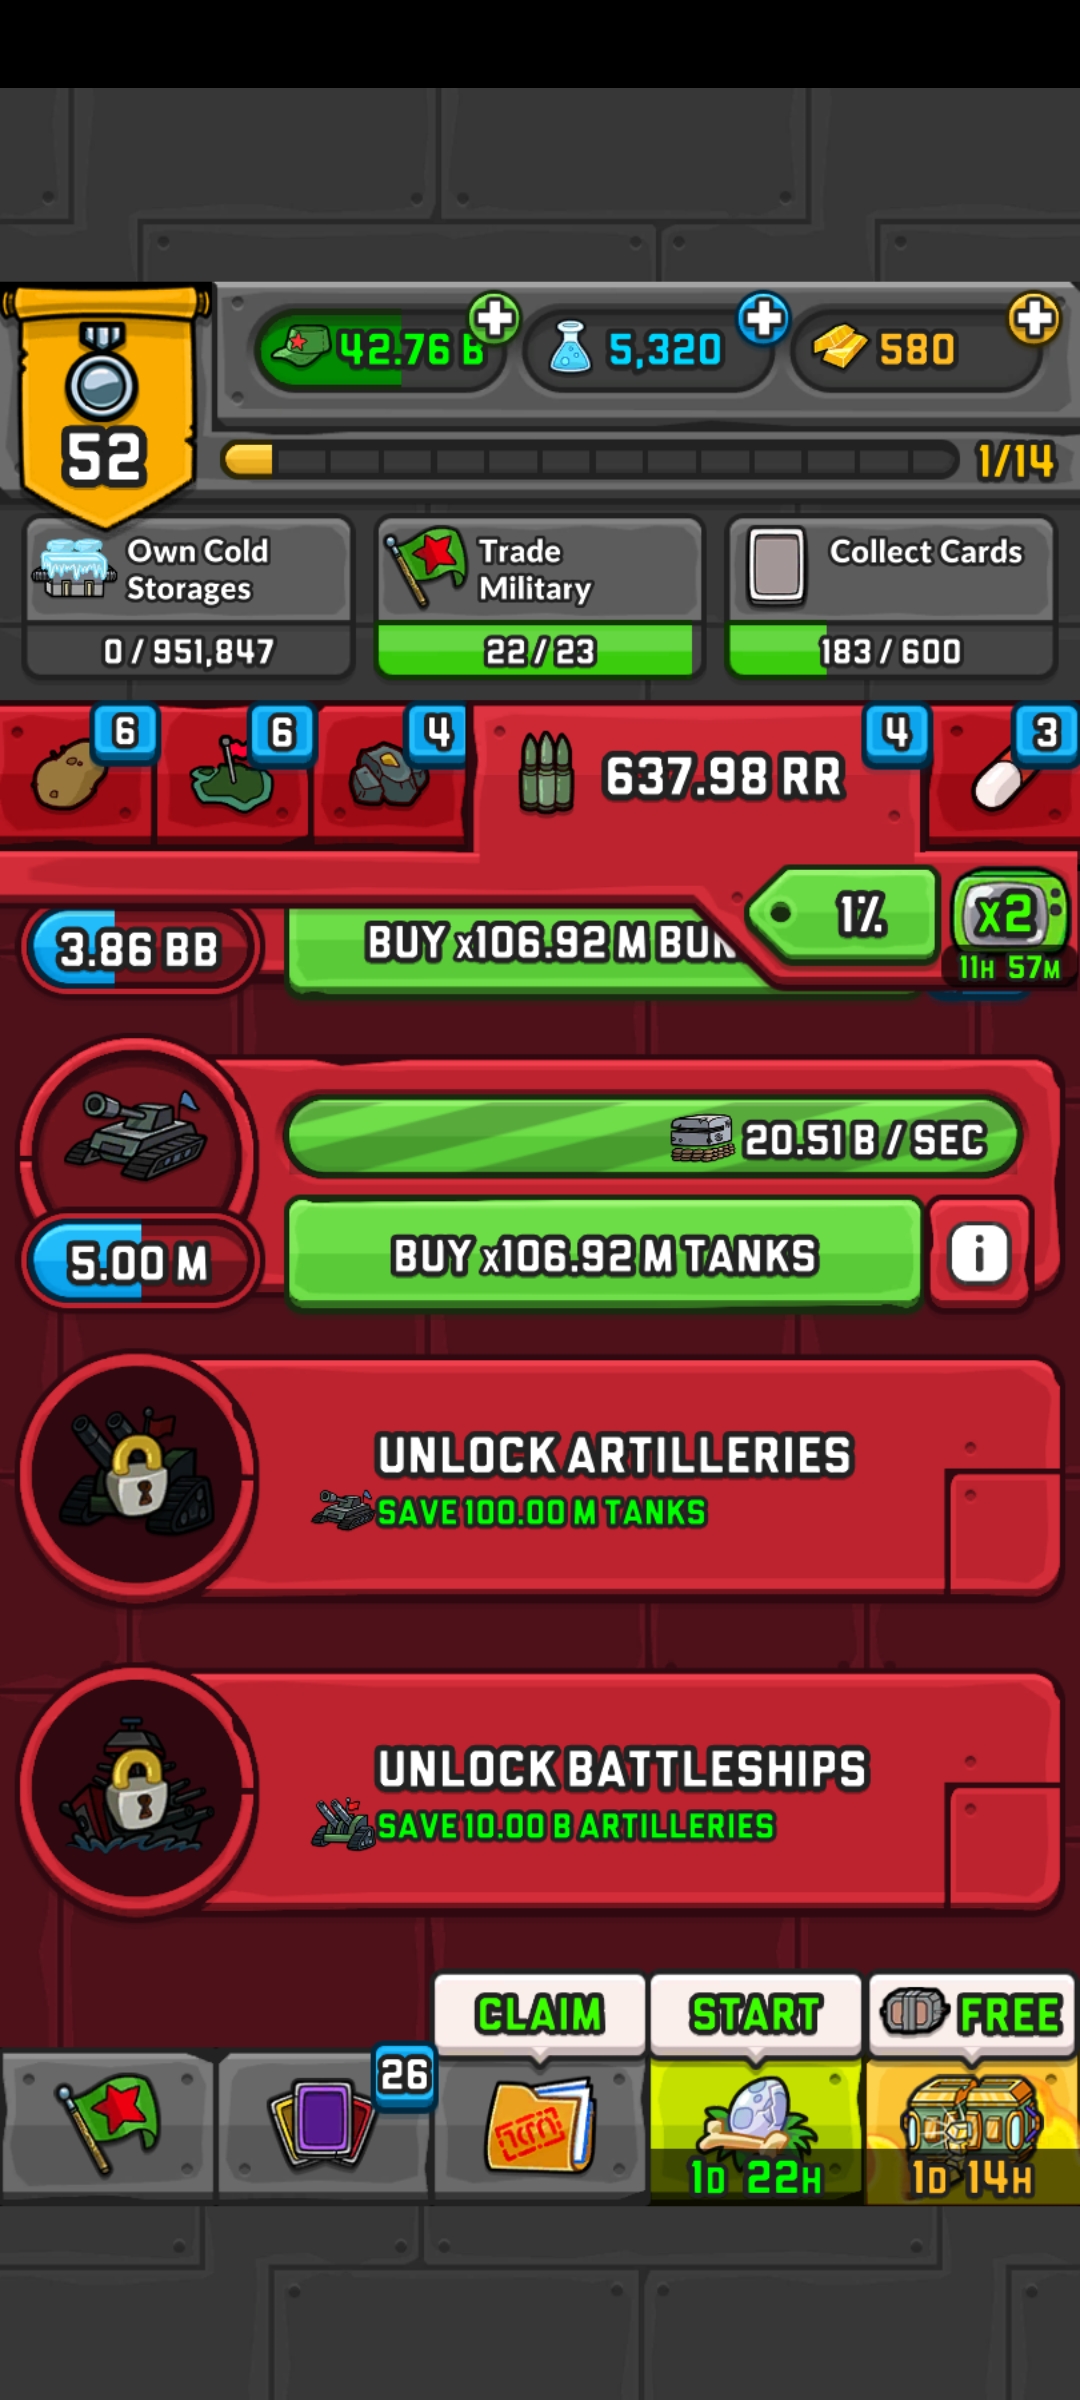 42.76 B
5,320
580
52
1/14
Own Cold
Storages
0 / 951,847
Trade
Military
22 / 23
Collect Cards
183 / 600
6
6
4
637.98 RR
4
3
1%
x2
11H 57M
3.86 BB
BUY x106.92 M BUN
20.51 B / SEC
5.00 M
BUY x106.92 M TANKS
i
UNLOCK ARTILLERIES
SAVE 100.00 M TANKS
UNLOCK BATTLESHIPS
SAVE 10.00 B ARTILLERIES
CLAIM
START
FREE
26
1D 22H
1D 14H